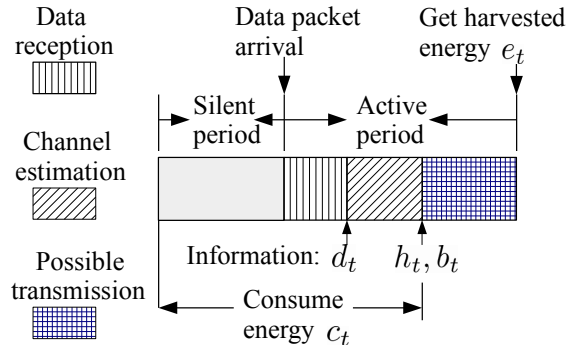 Data
reception
Channel
estimation
Possible
transmission
Data packet
arrival
Get harvested
energy e_t
Silent
period
Active
period
Information: d_t
h_t, b_t
Consume
energy c_t